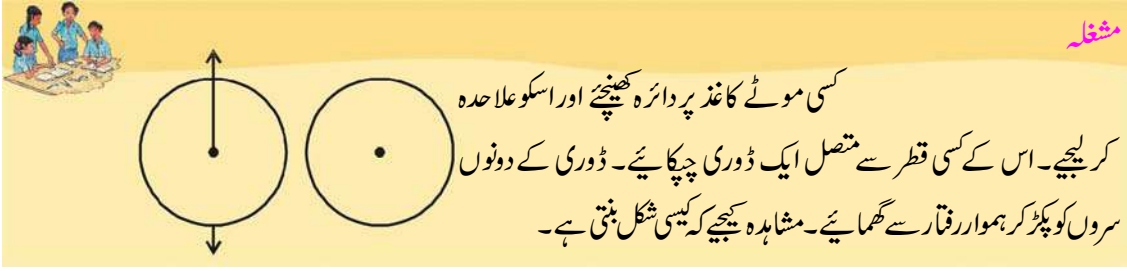 مشغلہ
کسی موٹے کاغذ پر دائرہ کھینچئے اور اسکو علاحدہ
کر لیجیے۔ اس کے کسی قطر سے متصل ایک ڈوری چپکائیے۔ ڈوری کے دونوں
سروں کو پکڑ کر ہموار رفتار سے گھمائیے۔ مشاہدہ کیجیے کہ کیسی شکل بنتی ہے۔